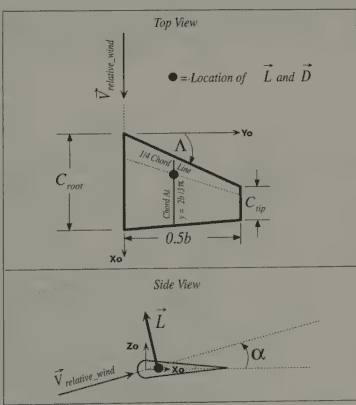 Top View
V relative_wind
● =-Location of L and D
Yo
Λ
1/4 Chord Line
C root
Chord At
y = 2b/3π
C tip
0.5b
Xo
Side View
L
Zo
Xo
α
V relative_wind